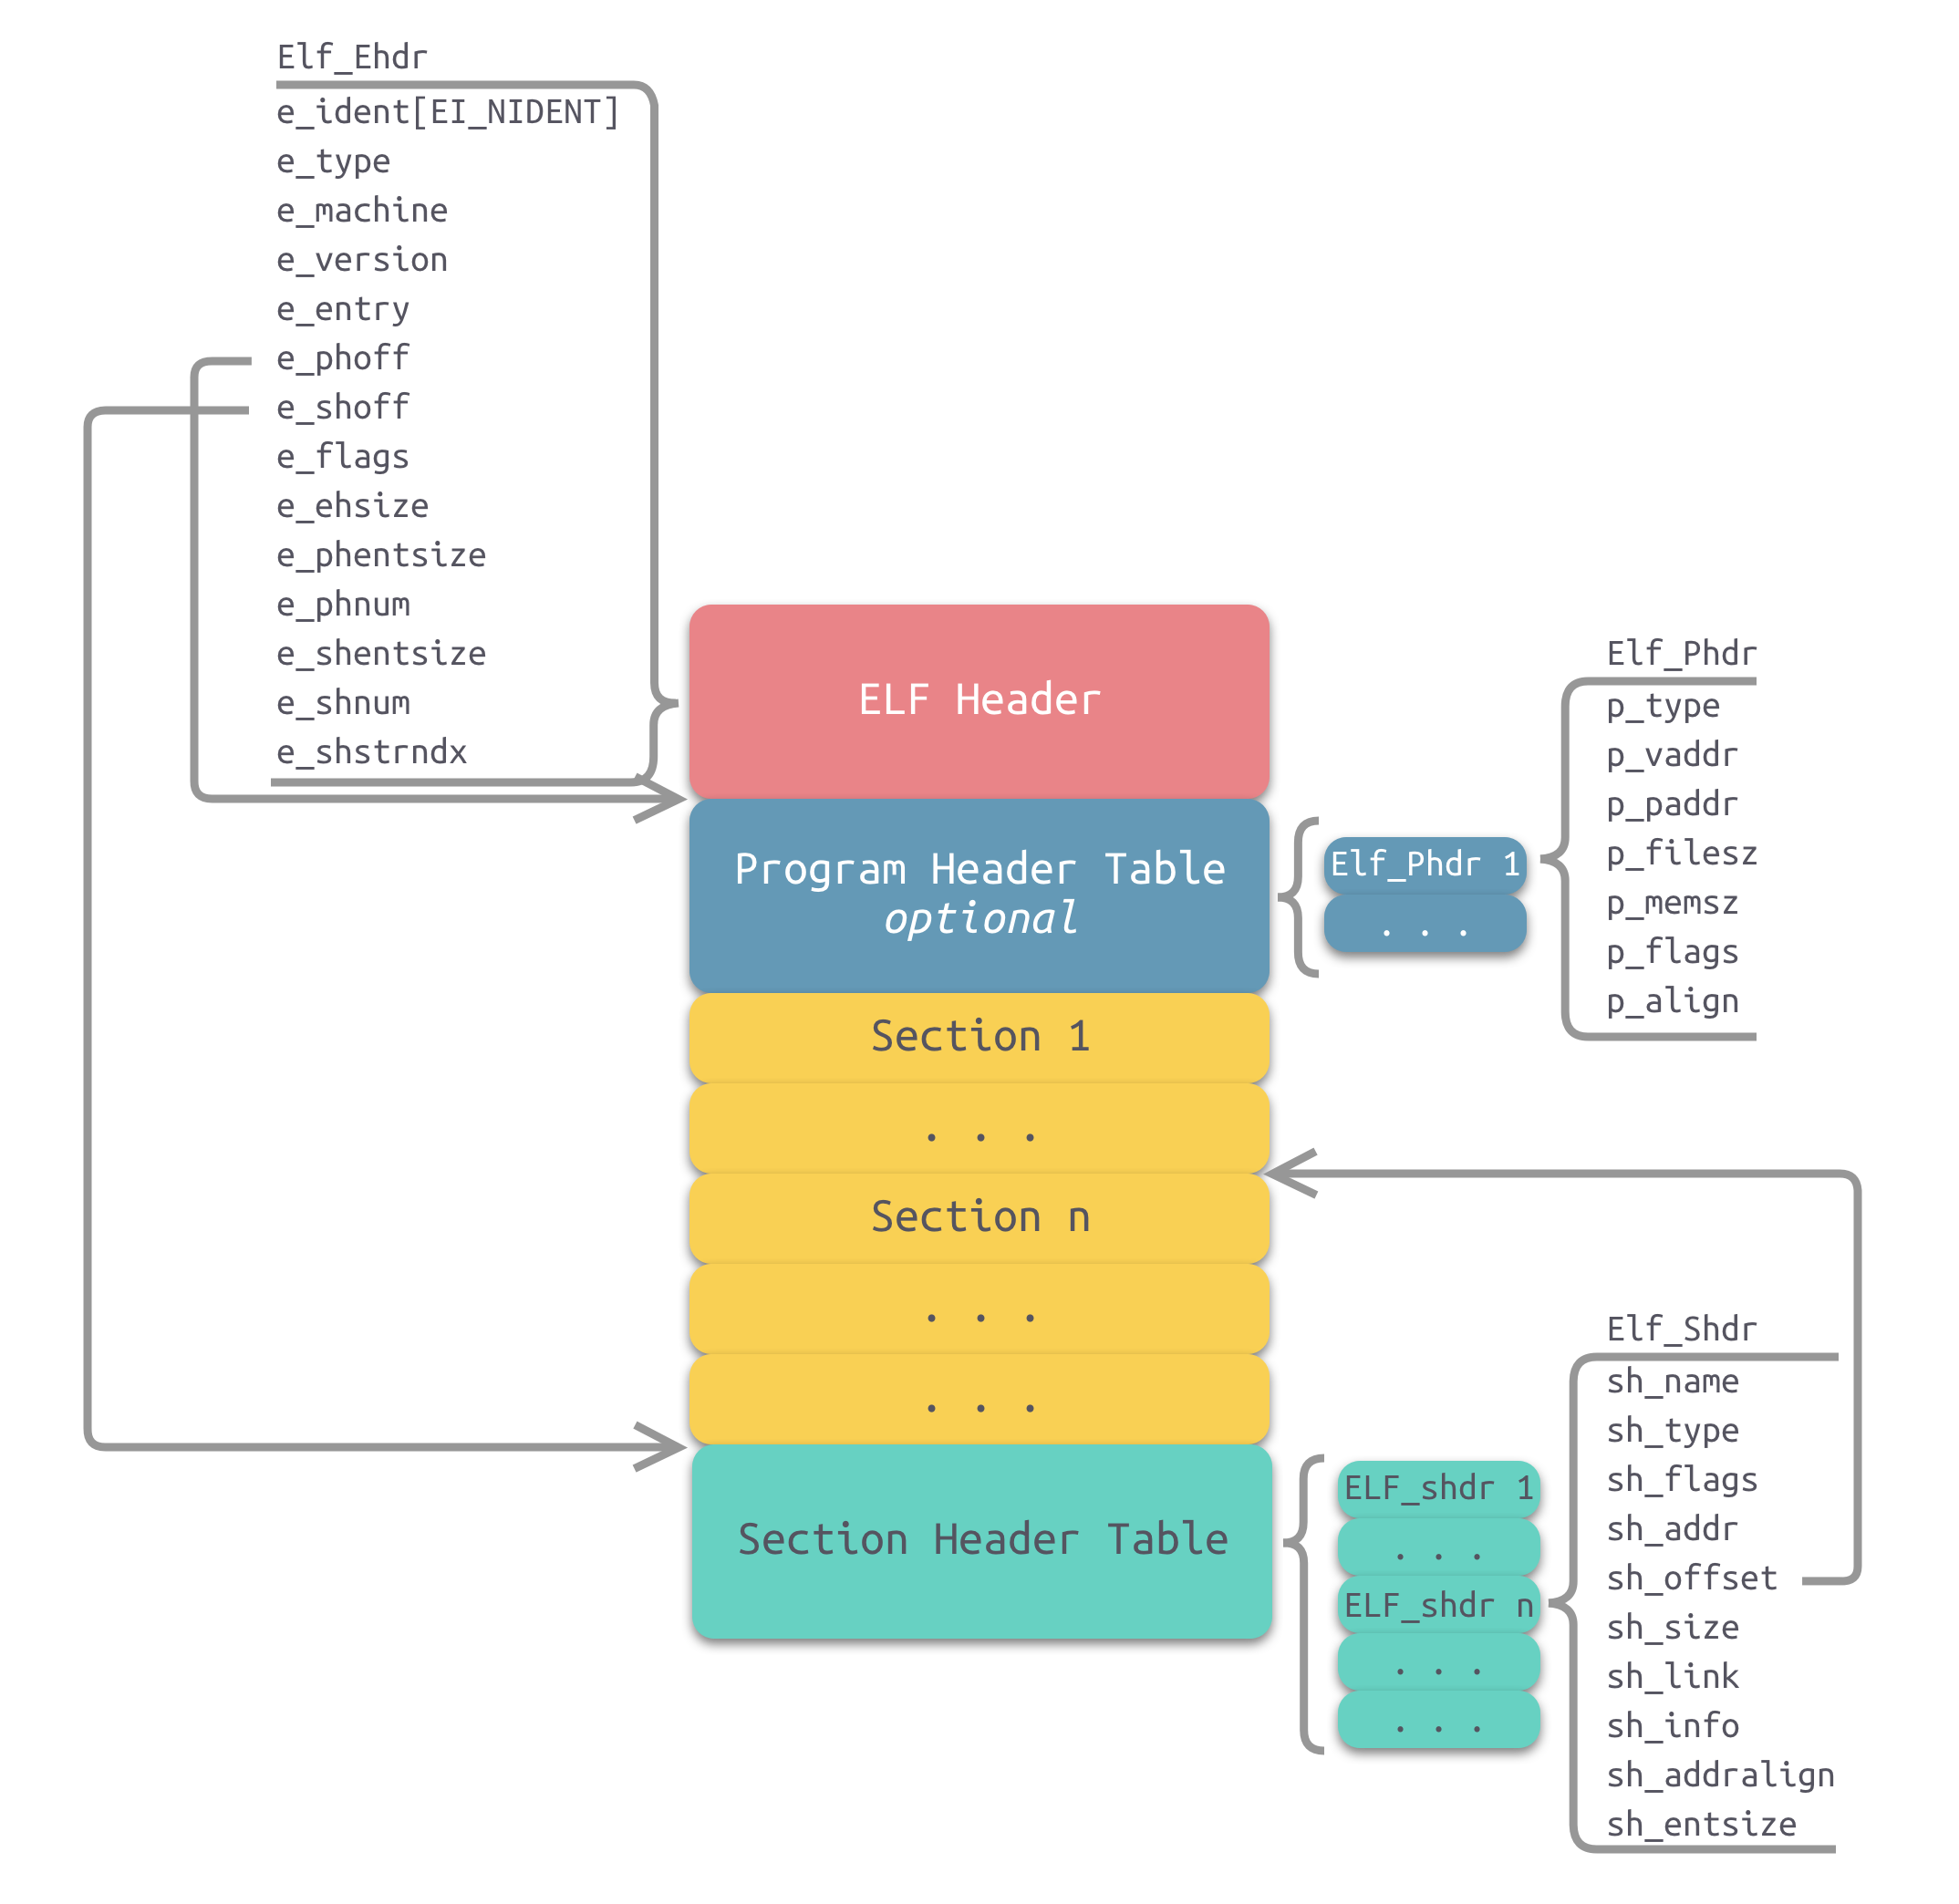 Elf_Ehdr
e_ident[EI_NIDENT]
e_type
e_machine
e_version
e_entry
e_phoff
e_shoff
e_flags
e_ehsize
e_phentsize
e_phnum
e_shentsize
e_shnum
e_shstrndx
ELF Header
Program Header Table
optional
Section 1
. . .
Section n
. . .
. . .
Section Header Table
Elf_Phdr 1
. . .
Elf_Phdr
p_type
p_vaddr
p_paddr
p_filesz
p_memsz
p_flags
p_align
ELF_shdr 1
. . .
ELF_shdr n
. . .
. . .
Elf_Shdr
sh_name
sh_type
sh_flags
sh_addr
sh_offset
sh_size
sh_link
sh_info
sh_addralign
sh_entsize